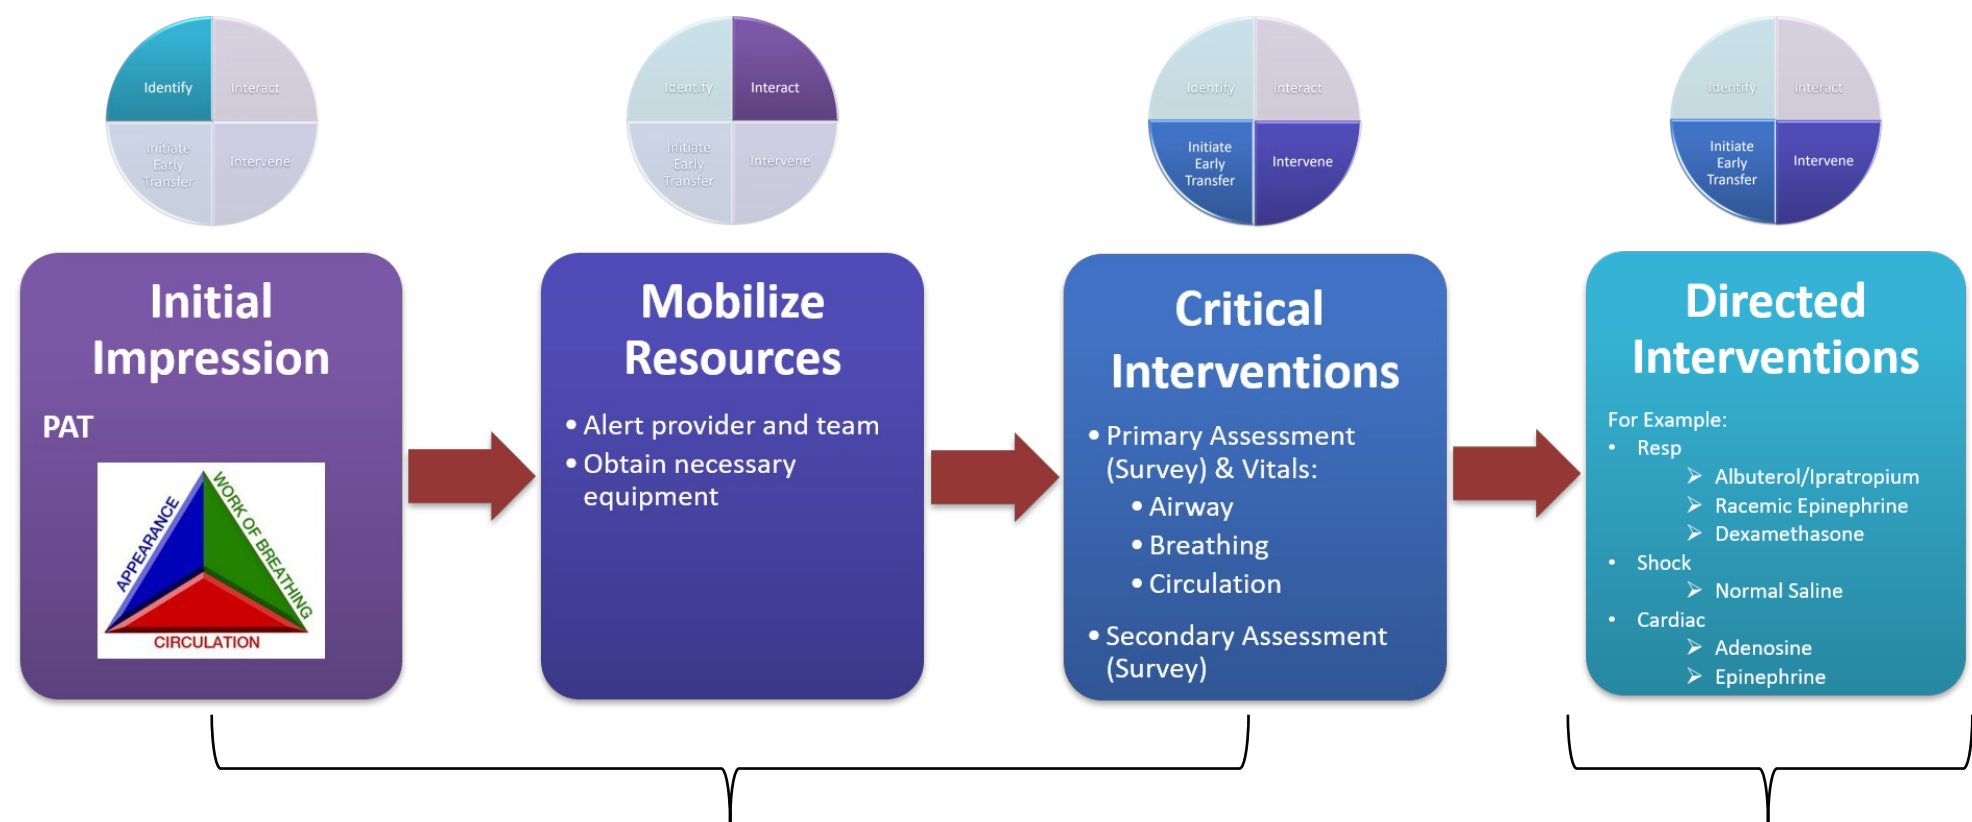 Identify
Interact
Initiate
Early
Transfer
Intervene
Identify
Interact
Initiate
Early
Transfer
Intervene
Identify
Interact
Initiate
Early
Transfer
Intervene
Identify
Interact
Initiate
Early
Transfer
Intervene
Initial
Impression
PAT
APPEARANCE
WORK OF BREATHING
CIRCULATION
Mobilize
Resources
• Alert provider and team
• Obtain necessary
equipment
Critical
Interventions
• Primary Assessment
(Survey) & Vitals:
• Airway
• Breathing
• Circulation
• Secondary Assessment
(Survey)
Directed
Interventions
For Example:
• Resp
➢ Albuterol/Ipratropium
➢ Racemic Epinephrine
➢ Dexamethasone
• Shock
➢ Normal Saline
• Cardiac
➢ Adenosine
➢ Epinephrine